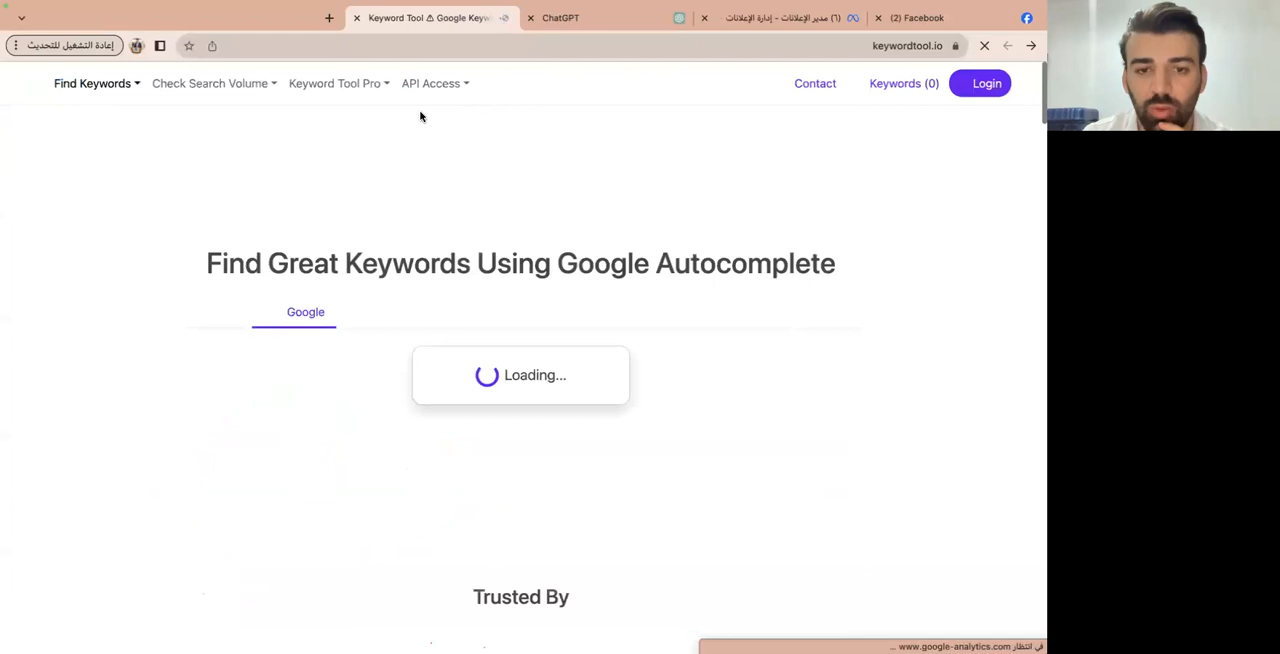 Keyword Tool ⚠ Google Keyw
ChatGPT
(٦) مدير الإعلانات - إدارة الإعلانات
(2) Facebook
إعادة التشغيل للتحديث
keywordtool.io
Find Keywords
Check Search Volume
Keyword Tool Pro
API Access
Contact
Keywords (0)
Login
Find Great Keywords Using Google Autocomplete
Google
Loading...
Trusted By
في انتظار www.google-analytics.com ...